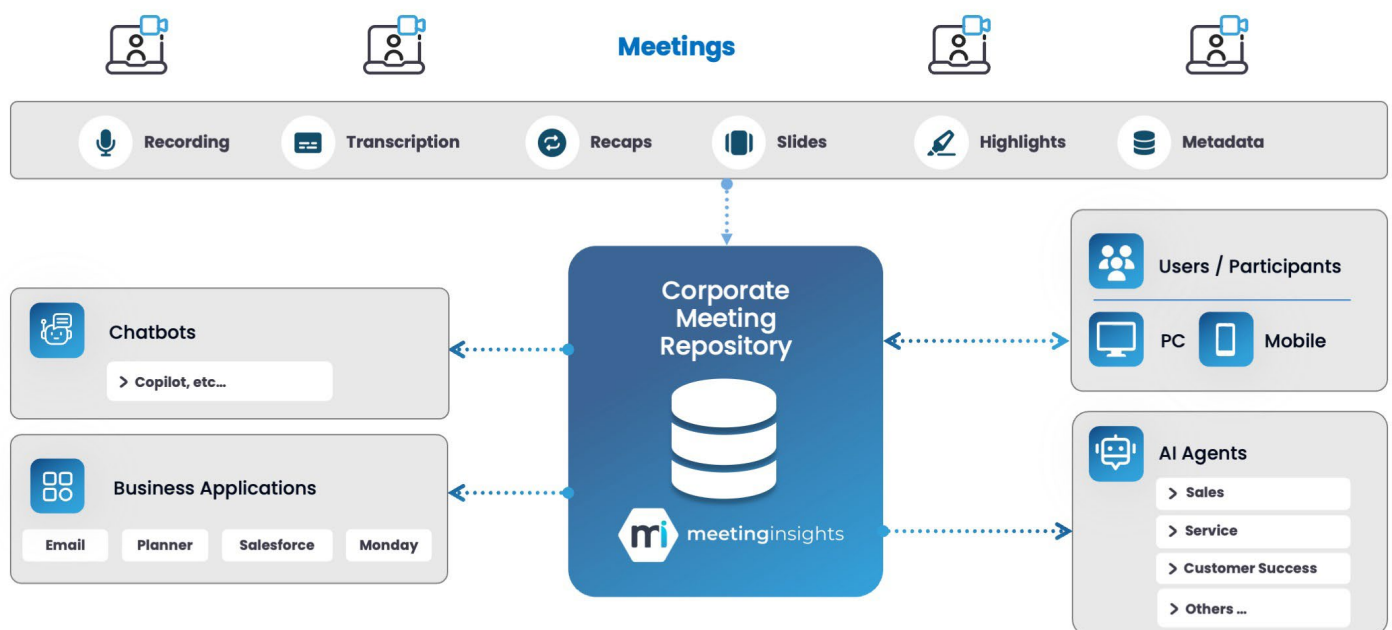 Meetings
Recording
Transcription
Recaps
Slides
Highlights
Metadata
Chatbots
> Copilot, etc...
Business Applications
Email
Planner
Salesforce
Monday
Corporate
Meeting
Repository
mi meetinginsights
Users / Participants
PC
Mobile
AI Agents
> Sales
> Service
> Customer Success
> Others ...